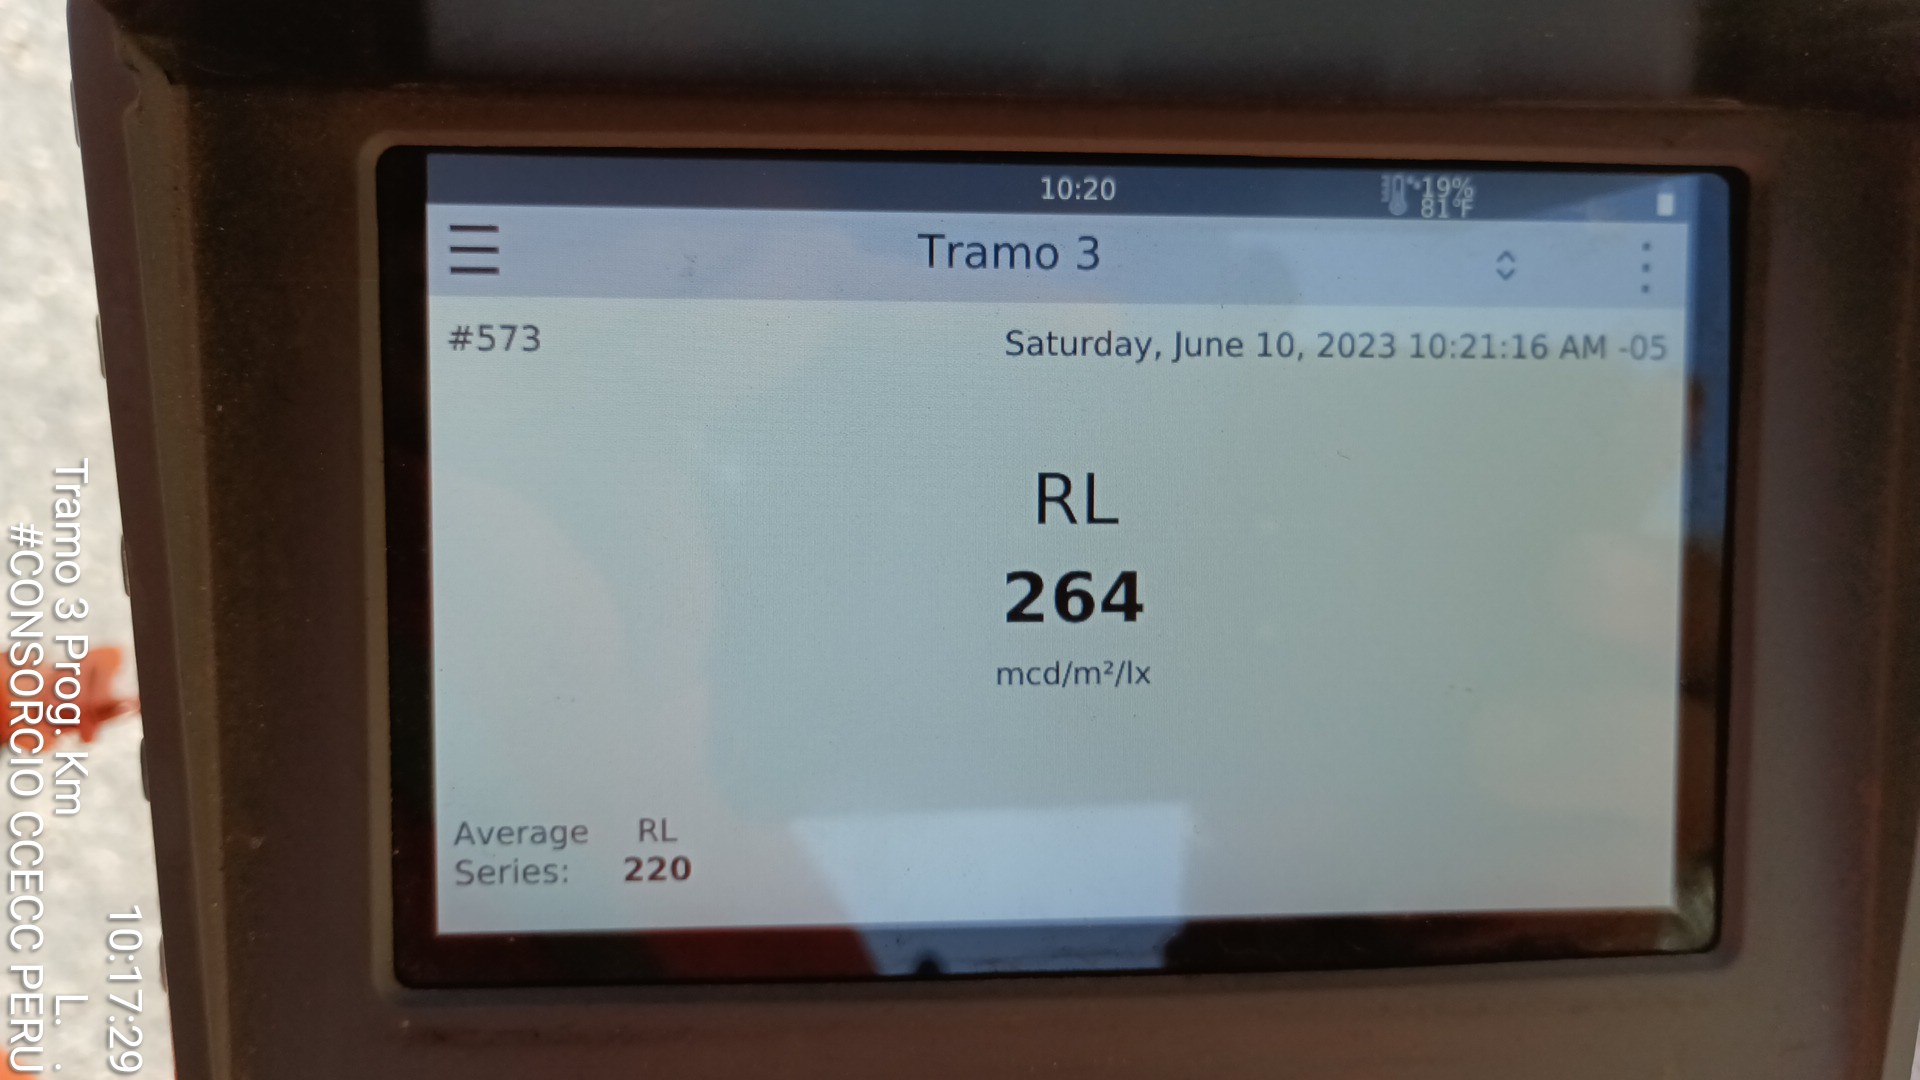 10:20
19%
81°F
Tramo 3
#573
Saturday, June 10, 2023 10:21:16 AM -05
RL
264
mcd/m²/lx
Average RL
Series: 220
10:17:29
Tramo 3 Prog. Km L. .
#CONSORCIO CCECC PERU